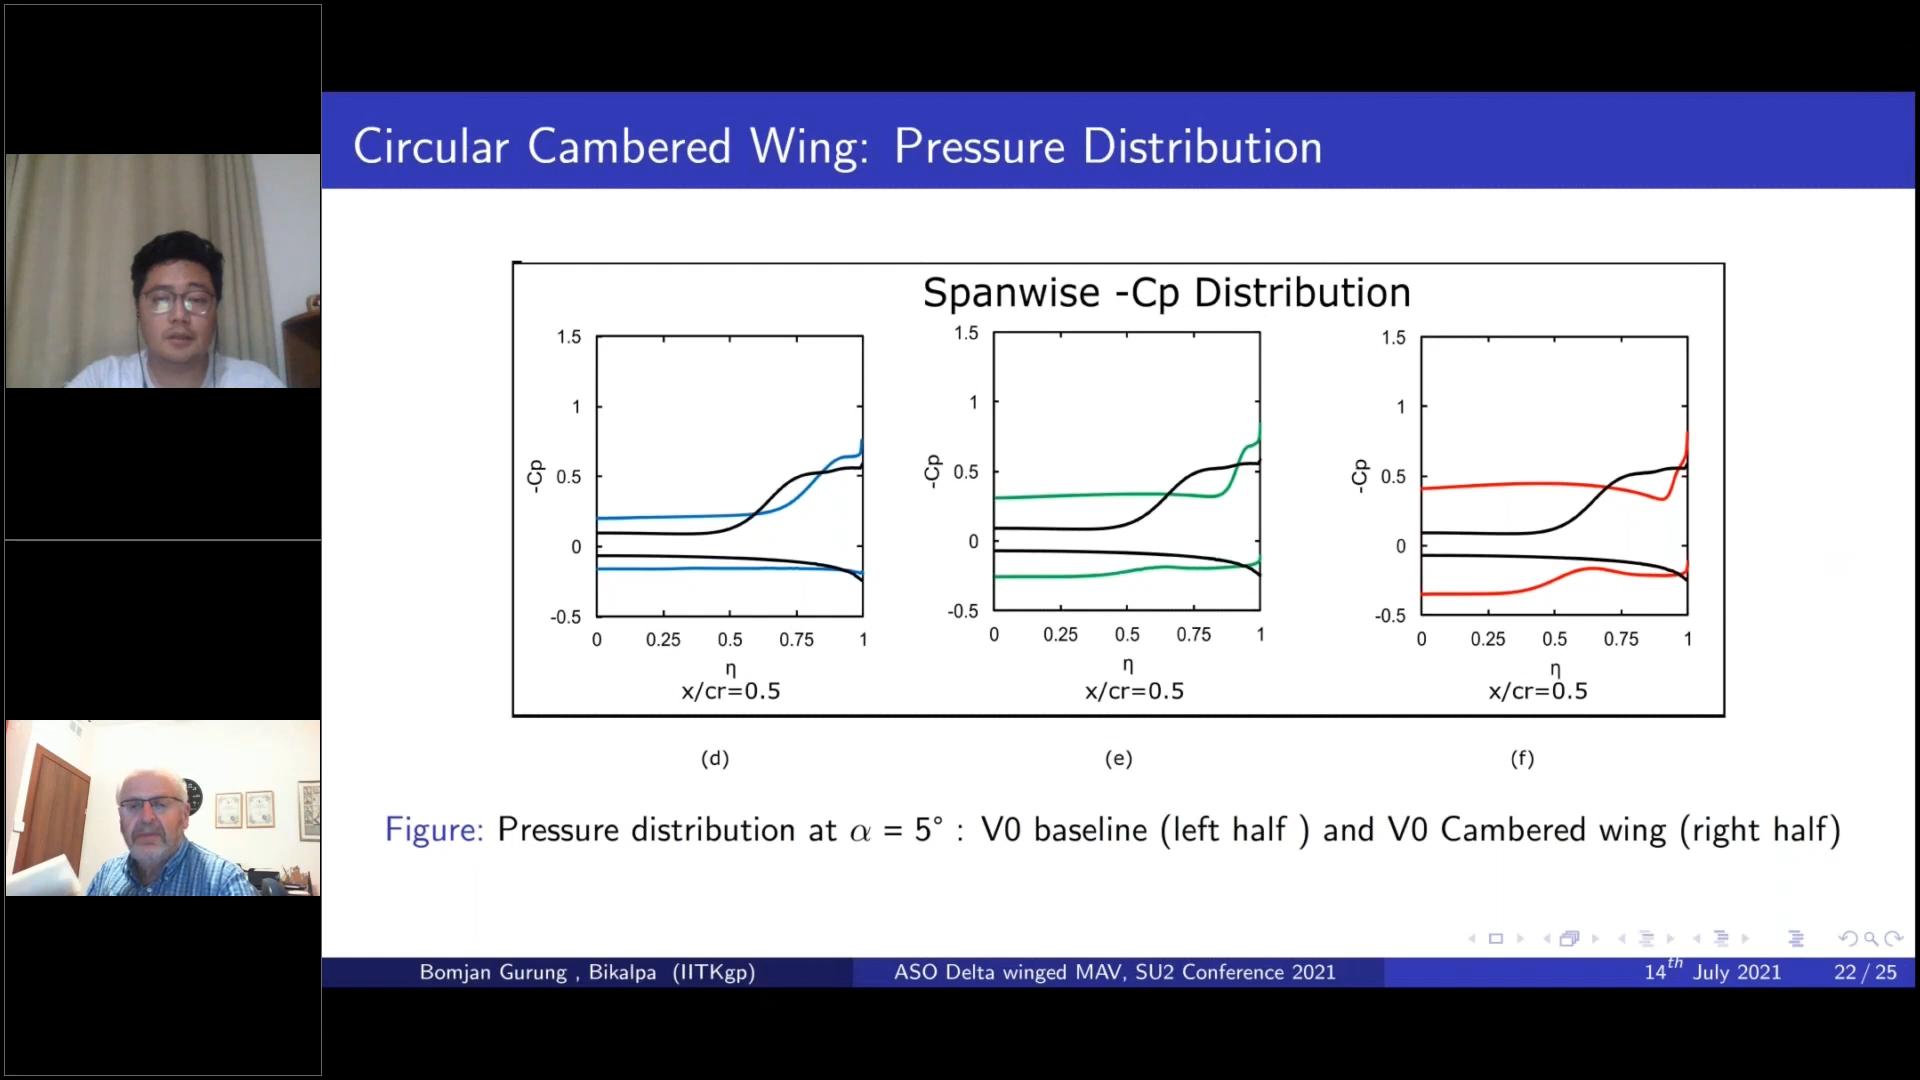 Circular Cambered Wing: Pressure Distribution
Spanwise -Cp Distribution
1.5
1
0.5
0
-0.5
-Cp
0 0.25 0.5 0.75 1
η
x/cr=0.5
1.5
1
0.5
0
-0.5
-Cp
0 0.25 0.5 0.75 1
η
x/cr=0.5
1.5
1
0.5
0
-0.5
-Cp
0 0.25 0.5 0.75 1
η
x/cr=0.5
(d) (e) (f)
Figure: Pressure distribution at α = 5° : V0 baseline (left half ) and V0 Cambered wing (right half)
Bomjan Gurung , Bikalpa (IITKgp) ASO Delta winged MAV, SU2 Conference 2021 14th July 2021 22 / 25